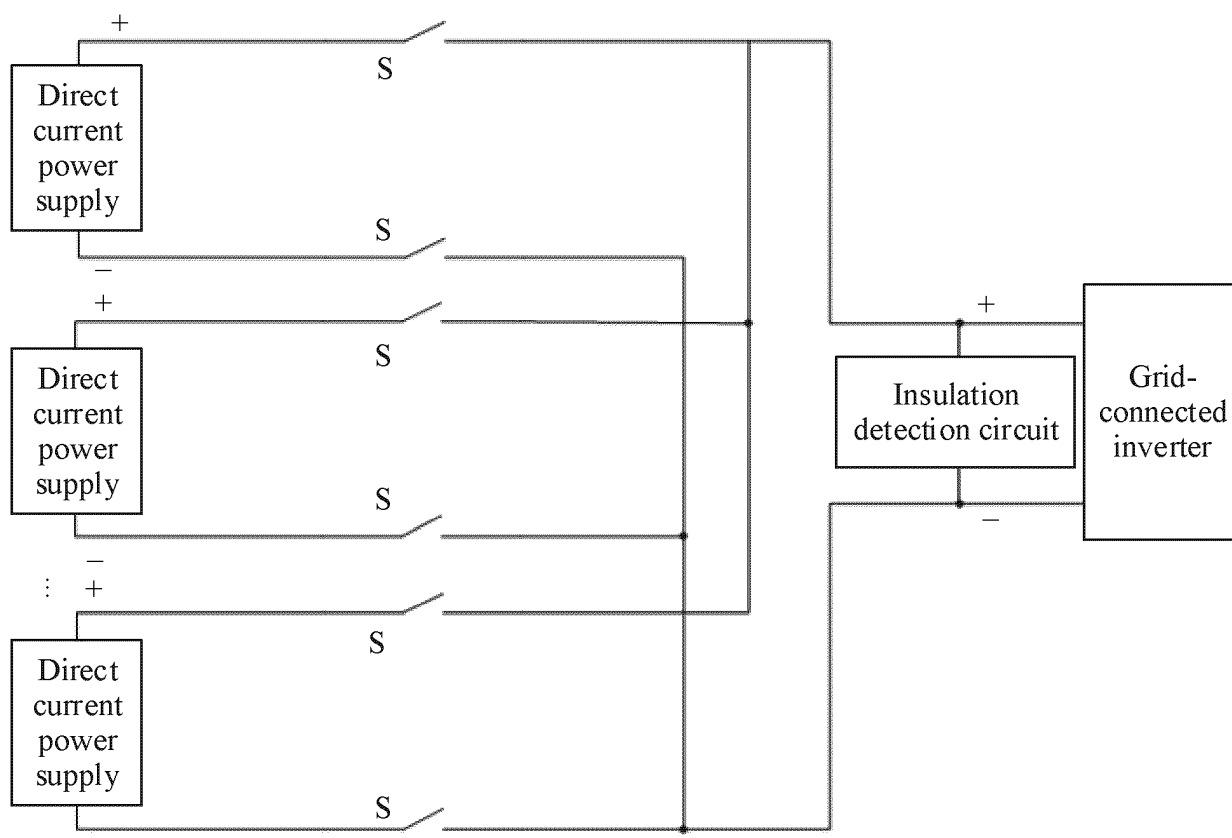 +
S
Direct
current
power
supply
S
−
+
S
Direct
current
power
supply
S
−
⋮ +
S
Direct
current
power
supply
S
+
Insulation
detection circuit
−
Grid-
connected
inverter